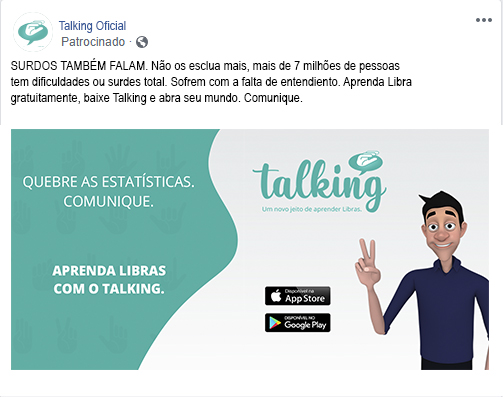 Talking Oficial
Patrocinado ·
SURDOS TAMBÉM FALAM. Não os esclua mais, mais de 7 milhões de pessoas
tem dificuldades ou surdes total. Sofrem com a falta de entendiento. Aprenda Libra
gratuitamente, baixe Talking e abra seu mundo. Comunique.
QUEBRE AS ESTATÍSTICAS.
COMUNIQUE.
APRENDA LIBRAS
COM O TALKING.
talking
Um novo jeito de aprender Libras.
Disponível na
App Store
DISPONÍVEL NO
Google Play